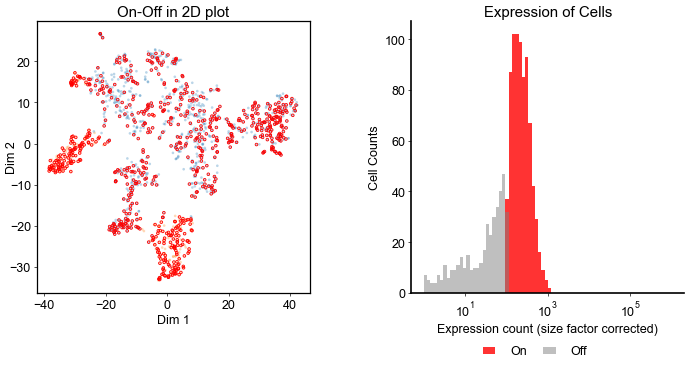 On-Off in 2D plot
Dim 2
20
10
0
−10
−20
−30
−40
−20
0
20
40
Dim 1
Expression of Cells
Cell Counts
100
80
60
40
20
0
10^1
10^3
10^5
Expression count (size factor corrected)
On Off